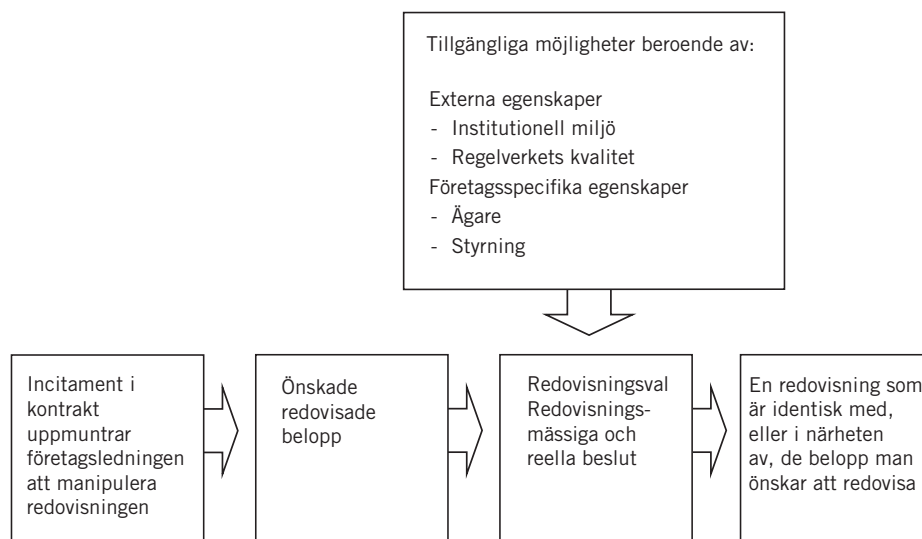 Tillgängliga möjligheter beroende av:
Externa egenskaper
- Institutionell miljö
- Regelverkets kvalitet
Företagsspecifika egenskaper
- Ägare
- Styrning
Incitament i
kontrakt
uppmuntrar
företagsledningen
att manipulera
redovisningen
Önskade
redovisade
belopp
Redovisningsval
Redovisnings-
mässiga och
reella beslut
En redovisning som
är identisk med,
eller i närheten
av, de belopp man
önskar att redovisa